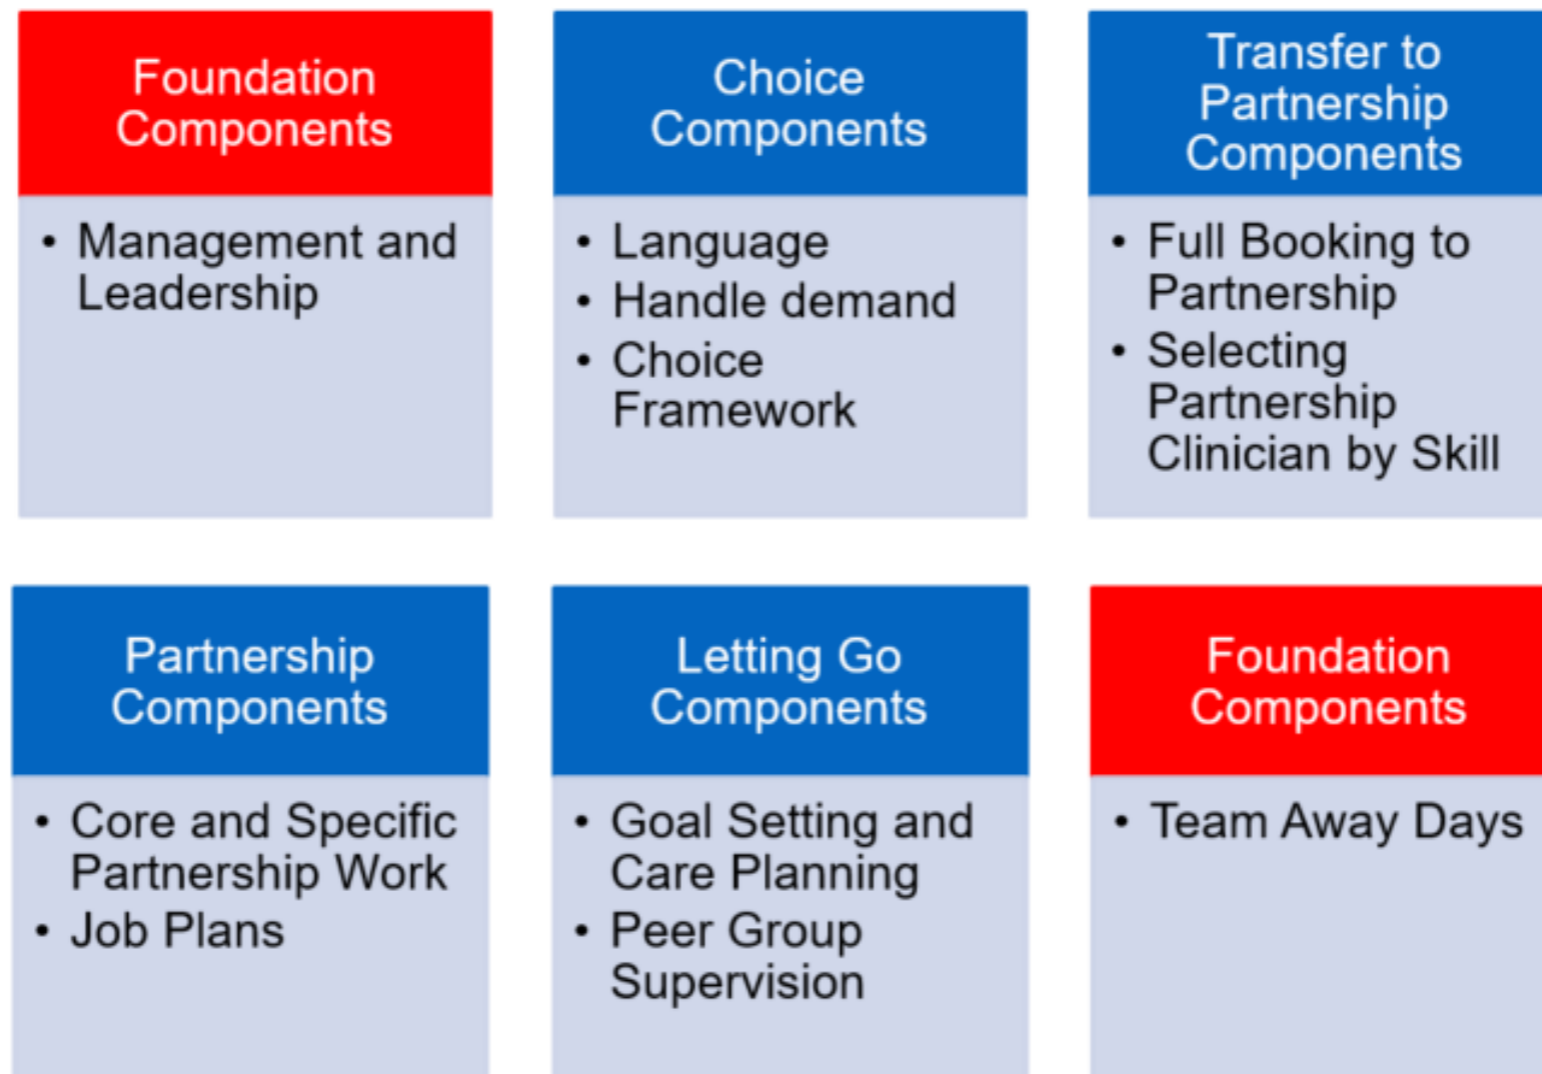 Foundation
Components
• Management and
Leadership
Choice
Components
• Language
• Handle demand
• Choice
Framework
Transfer to
Partnership
Components
• Full Booking to
Partnership
• Selecting
Partnership
Clinician by Skill
Partnership
Components
• Core and Specific
Partnership Work
• Job Plans
Letting Go
Components
• Goal Setting and
Care Planning
• Peer Group
Supervision
Foundation
Components
• Team Away Days